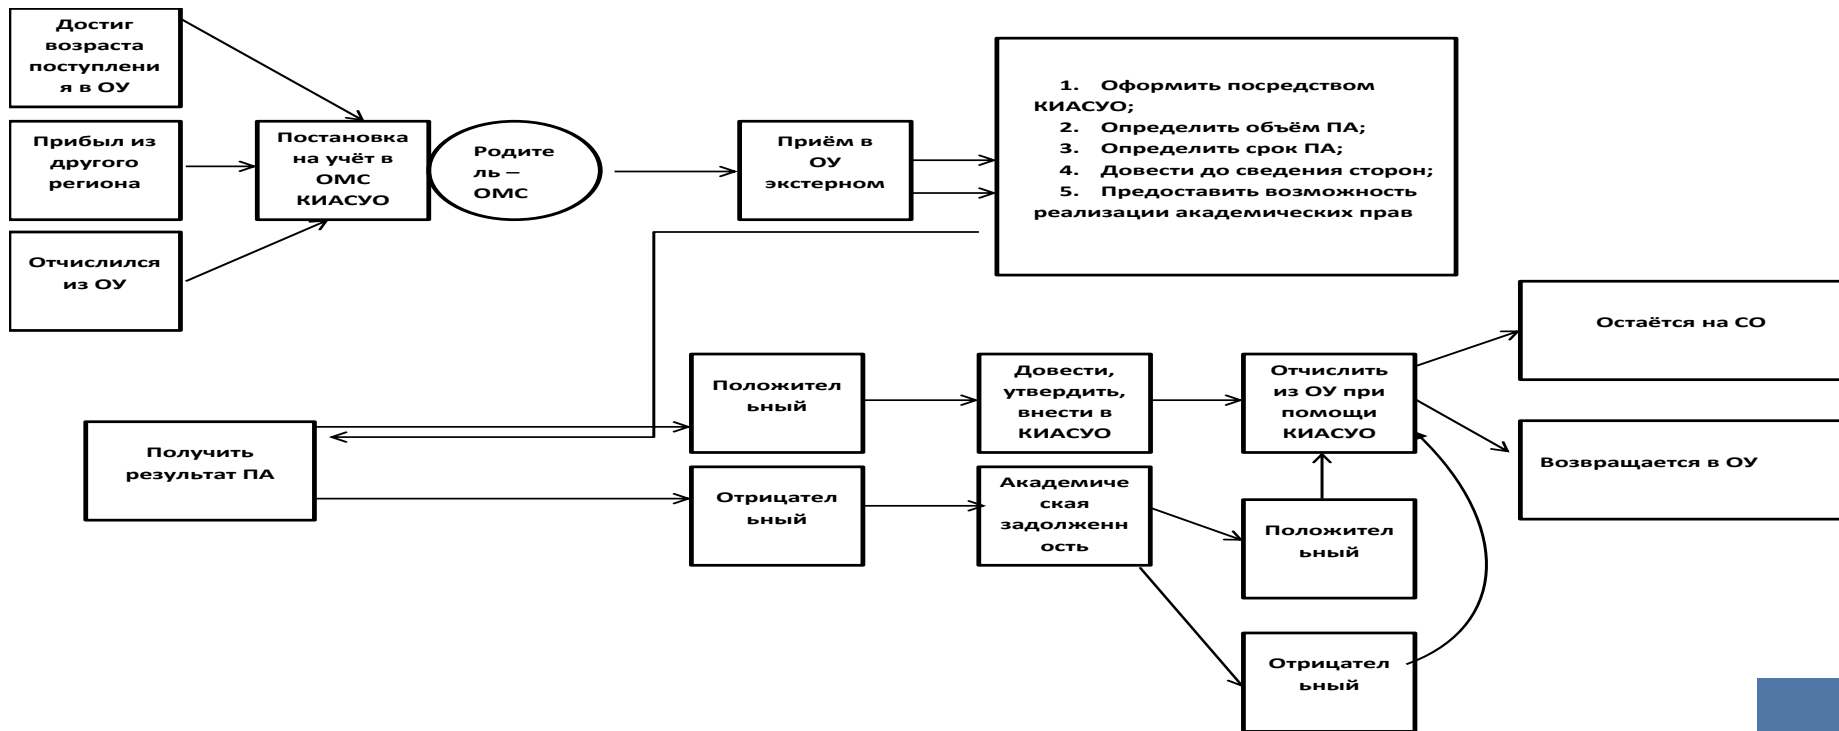 Достиг
возраста
поступлени
я в ОУ
Прибыл из
другого
региона
Отчислился
из ОУ
Постановка
на учёт в
ОМС
КИАСУО
Родите
ль –
ОМС
Приём в
ОУ
экстерном
1. Оформить посредством
КИАСУО;
2. Определить объём ПА;
3. Определить срок ПА;
4. Довести до сведения сторон;
5. Предоставить возможность
реализации академических прав
Получить
результат ПА
Положител
ьный
Довести,
утвердить,
внести в
КИАСУО
Отчислить
из ОУ при
помощи
КИАСУО
Остаётся на СО
Возвращается в ОУ
Отрицател
ьный
Академиче
ская
задолженн
ость
Положител
ьный
Отрицател
ьный